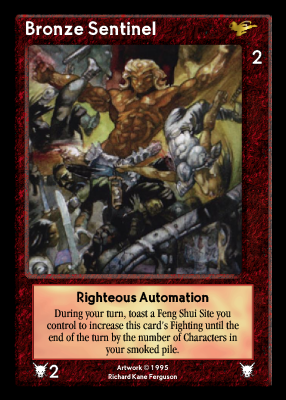 Bronze Sentinel
2
Righteous Automation
During your turn, toast a Feng Shui Site you
control to increase this card's Fighting until the
end of the turn by the number of Characters in
your smoked pile.
2
Artwork © 1995
Richard Kane Ferguson